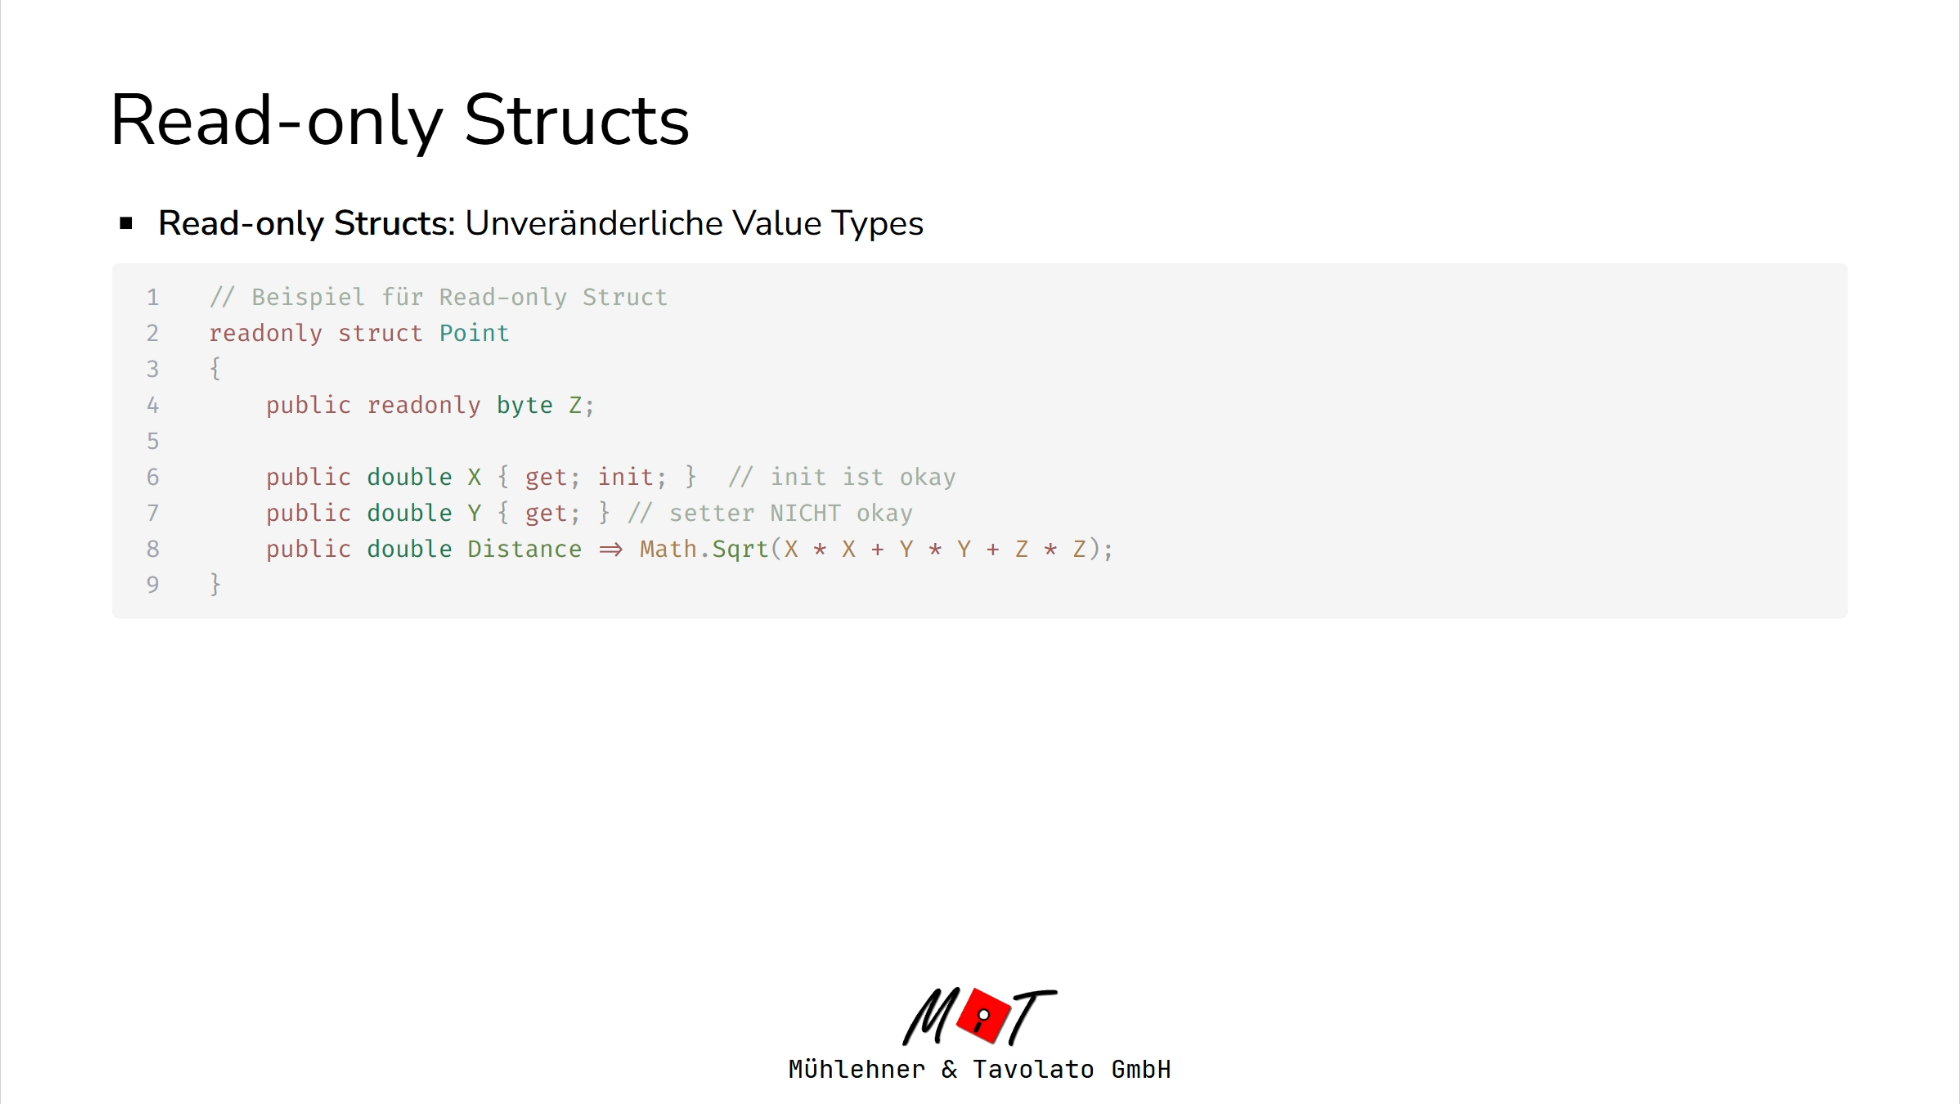 Read-only Structs
▪ Read-only Structs: Unveränderliche Value Types
1 // Beispiel für Read-only Struct
2 readonly struct Point
3 {
4     public readonly byte Z;
5
6     public double X { get; init; }  // init ist okay
7     public double Y { get; } // setter NICHT okay
8     public double Distance => Math.Sqrt(X * X + Y * Y + Z * Z);
9 }
M T
Mühlehner & Tavolato GmbH